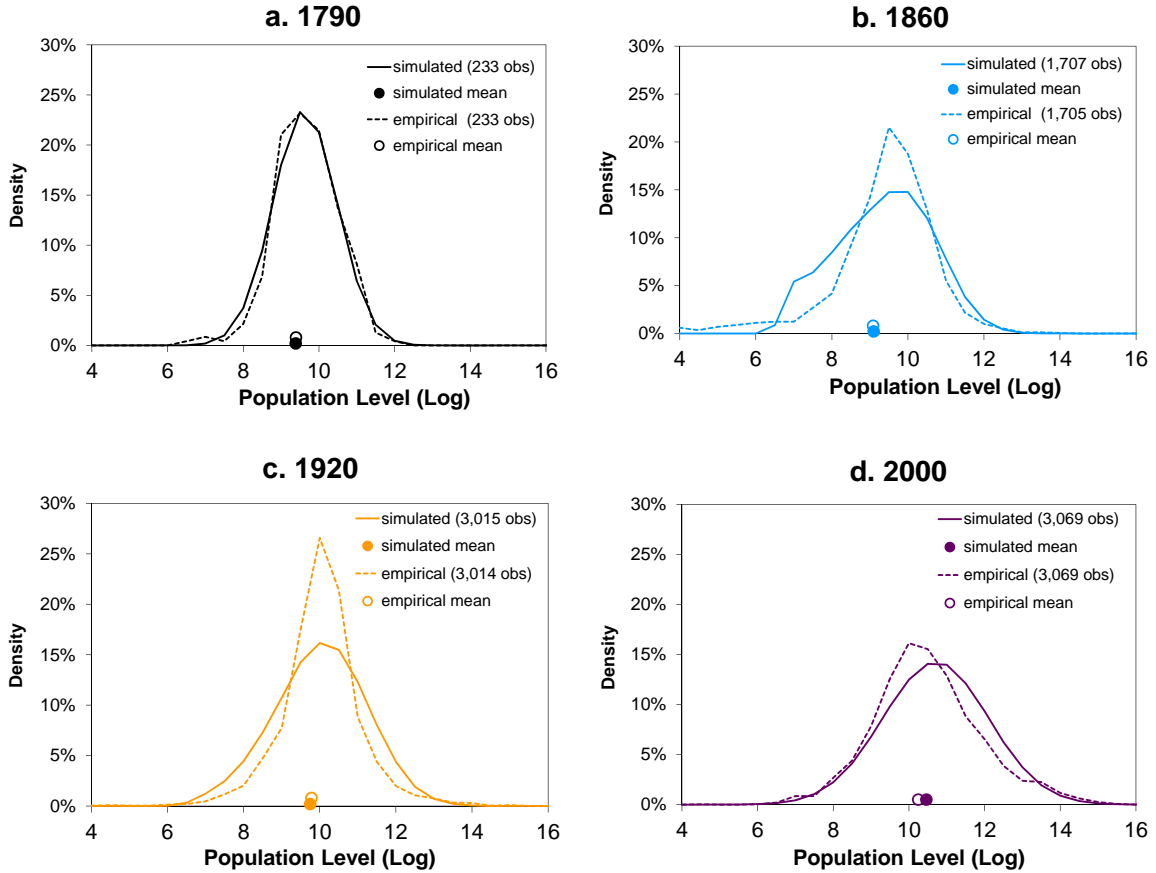 a. 1790
30%
25%
20%
15%
10%
5%
0%
Density
simulated (233 obs)
simulated mean
empirical (233 obs)
empirical mean
4 6 8 10 12 14 16
Population Level (Log)
b. 1860
30%
25%
20%
15%
10%
5%
0%
Density
simulated (1,707 obs)
simulated mean
empirical (1,705 obs)
empirical mean
4 6 8 10 12 14 16
Population Level (Log)
c. 1920
30%
25%
20%
15%
10%
5%
0%
Density
simulated (3,015 obs)
simulated mean
empirical (3,014 obs)
empirical mean
4 6 8 10 12 14 16
Population Level (Log)
d. 2000
30%
25%
20%
15%
10%
5%
0%
Density
simulated (3,069 obs)
simulated mean
empirical (3,069 obs)
empirical mean
4 6 8 10 12 14 16
Population Level (Log)